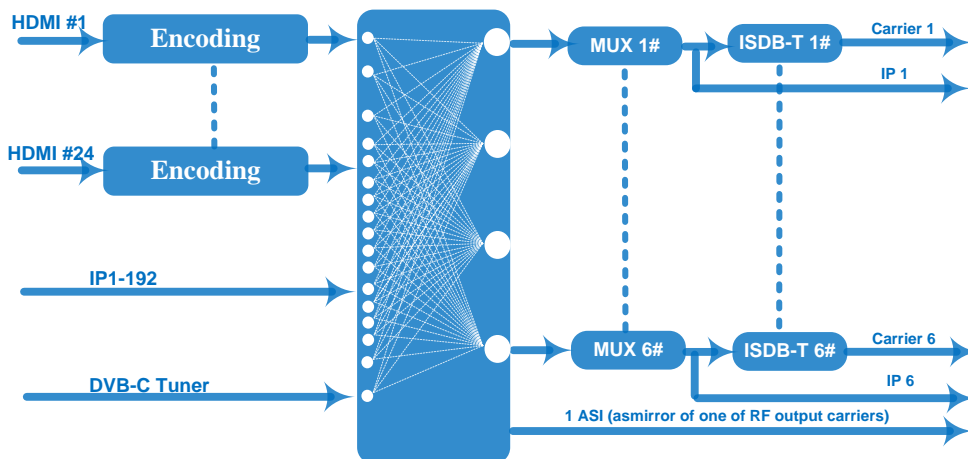 HDMI #1
Encoding
MUX 1#
ISDB-T 1#
Carrier 1
IP 1
HDMI #24
Encoding
IP1-192
DVB-C Tuner
MUX 6#
ISDB-T 6#
Carrier 6
IP 6
1 ASI (asmirror of one of RF output carriers)